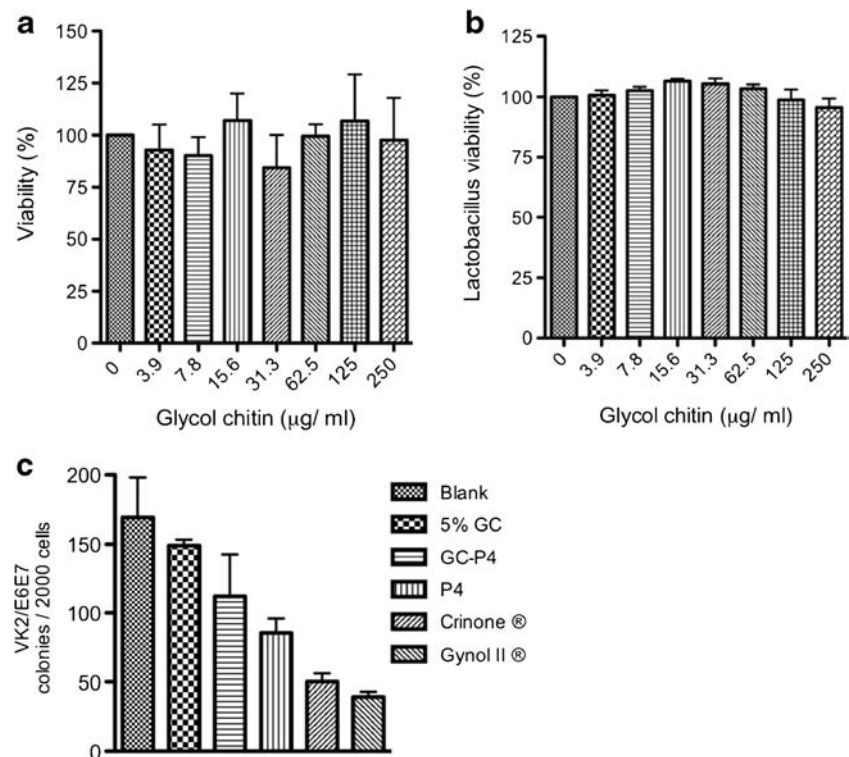 a
150
125
100
75
50
25
0
Viability (%)
0 3.9 7.8 15.6 31.3 62.5 125 250
Glycol chitin (μg/ ml)
b
125
100
75
50
25
0
Lactobacillus viability (%)
0 3.9 7.8 15.6 31.3 62.5 125 250
Glycol chitin (μg/ ml)
c
200
150
100
50
0
VK2/E6E7
colonies / 2000 cells
Blank
5% GC
GC-P4
P4
Crinone ®
Gynol II ®